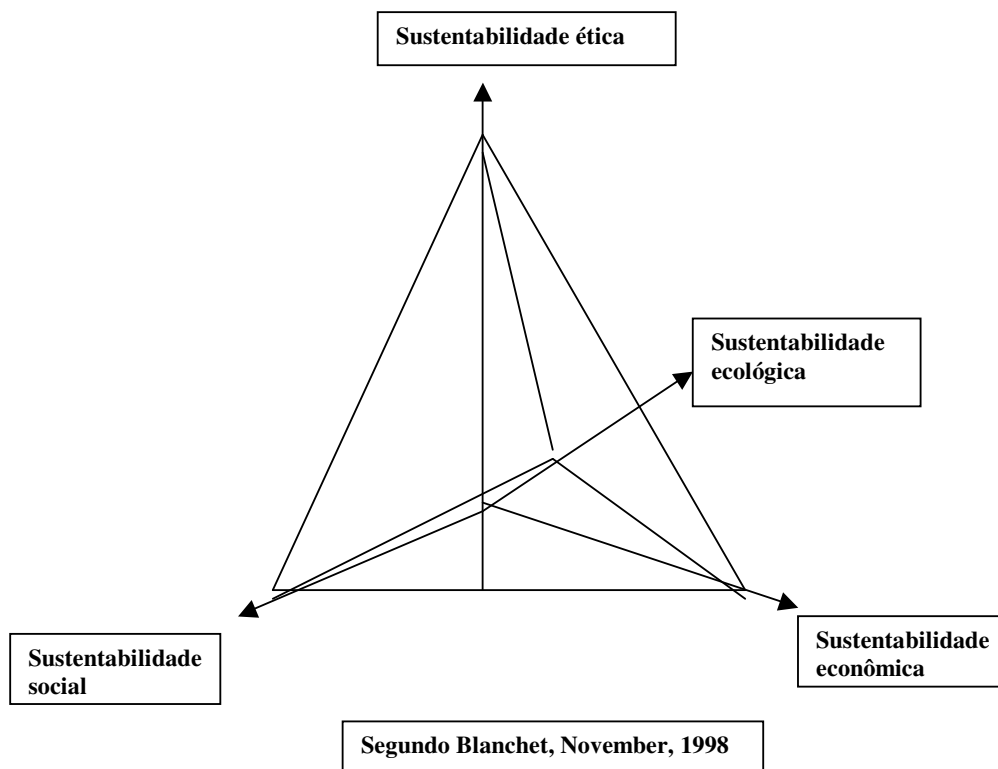 Sustentabilidade ética
Sustentabilidade
ecológica
Sustentabilidade
social
Sustentabilidade
econômica
Segundo Blanchet, November, 1998